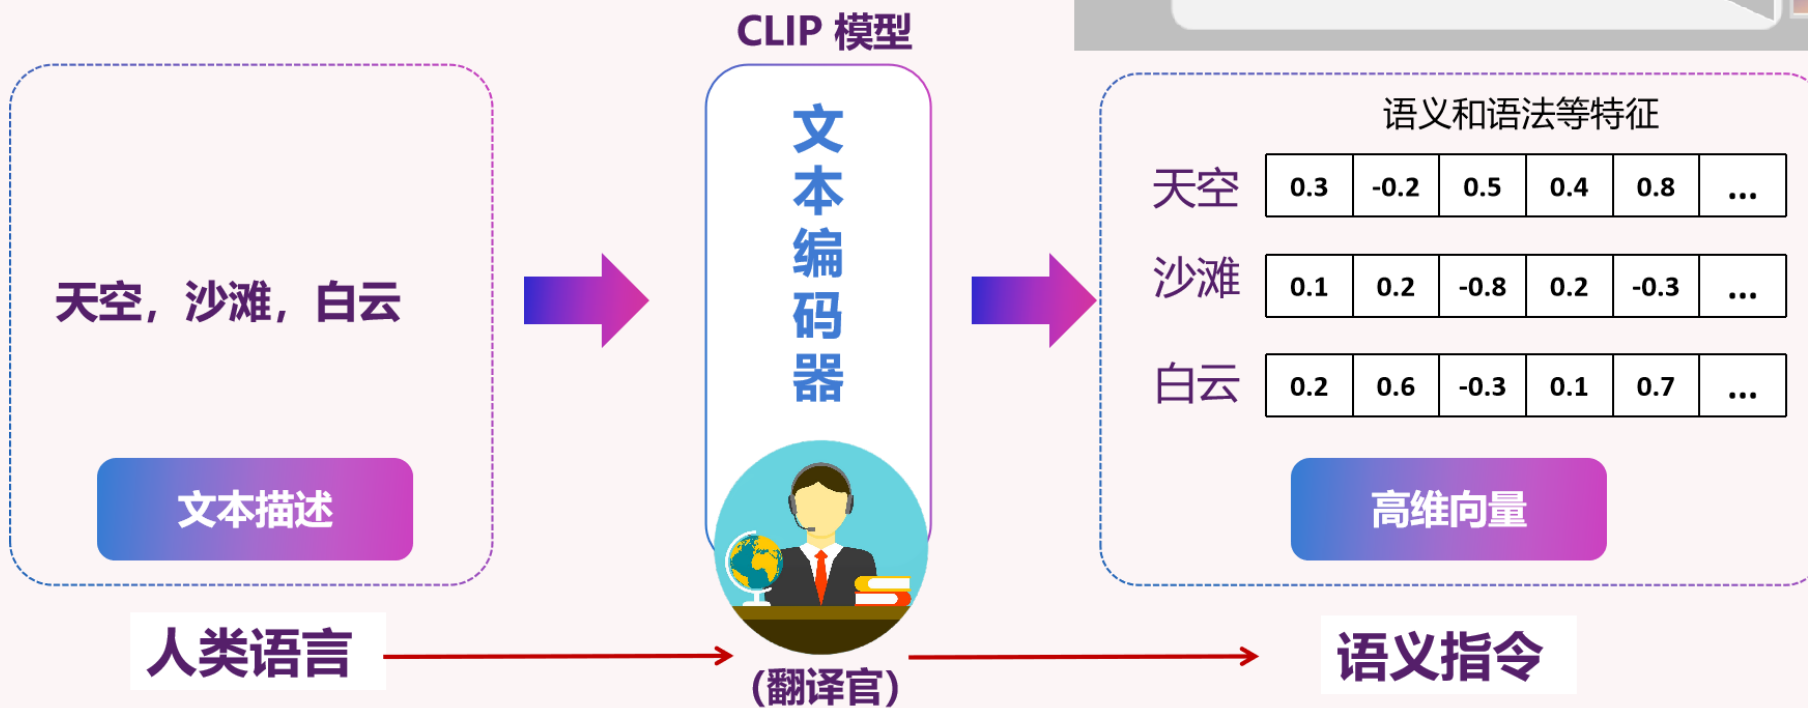 CLIP 模型
天空，沙滩，白云
文本描述
人类语言
文本编码器
(翻译官)
语义和语法等特征
天空 0.3 -0.2 0.5 0.4 0.8 ...
沙滩 0.1 0.2 -0.8 0.2 -0.3 ...
白云 0.2 0.6 -0.3 0.1 0.7 ...
高维向量
语义指令